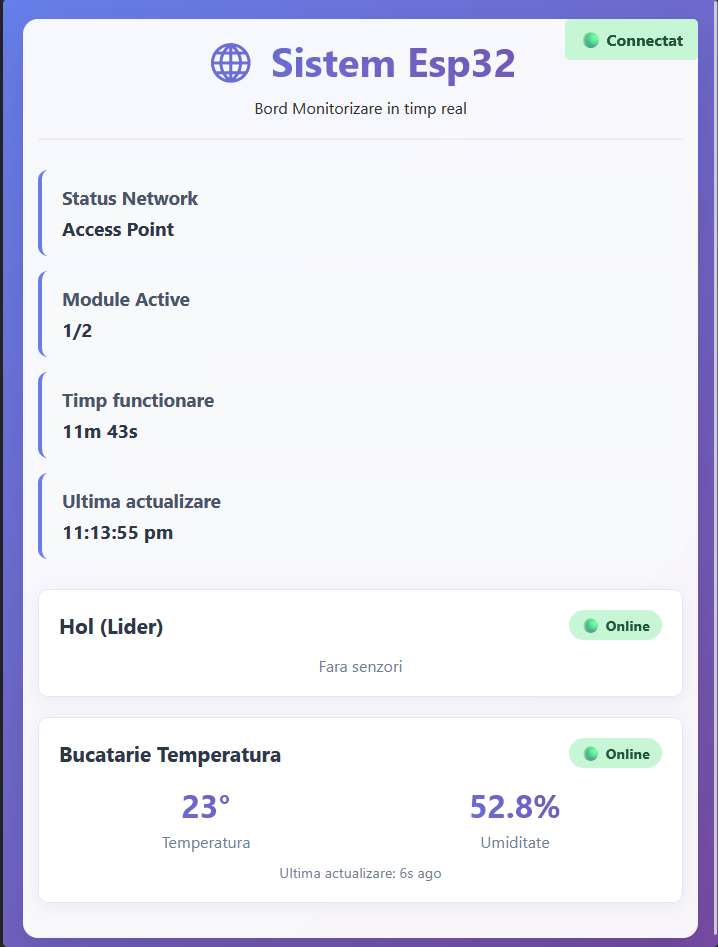 Connectat
Sistem Esp32
Bord Monitorizare in timp real
Status Network
Access Point
Module Active
1/2
Timp functionare
11m 43s
Ultima actualizare
11:13:55 pm
Hol (Lider)
Online
Fara senzori
Bucatarie Temperatura
Online
23°
52.8%
Temperatura
Umiditate
Ultima actualizare: 6s ago